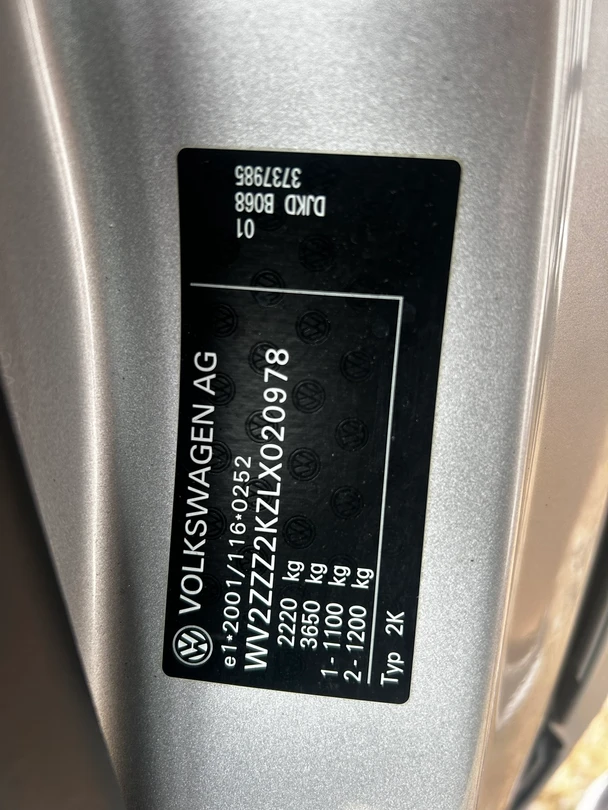 VOLKSWAGEN AG
e1*2001/116*0252
WV2ZZZ2KZLX020978
2220 kg
3650 kg
1- 1100 kg
2- 1200 kg
Typ 2K
01
DJKD B068
3737985